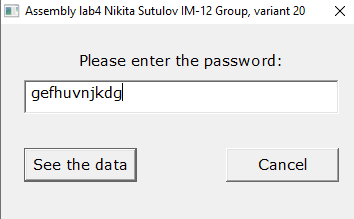 Assembly lab4 Nikita Sutulov IM-12 Group, variant 20
Please enter the password:
gefhuvnjkdg
See the data
Cancel